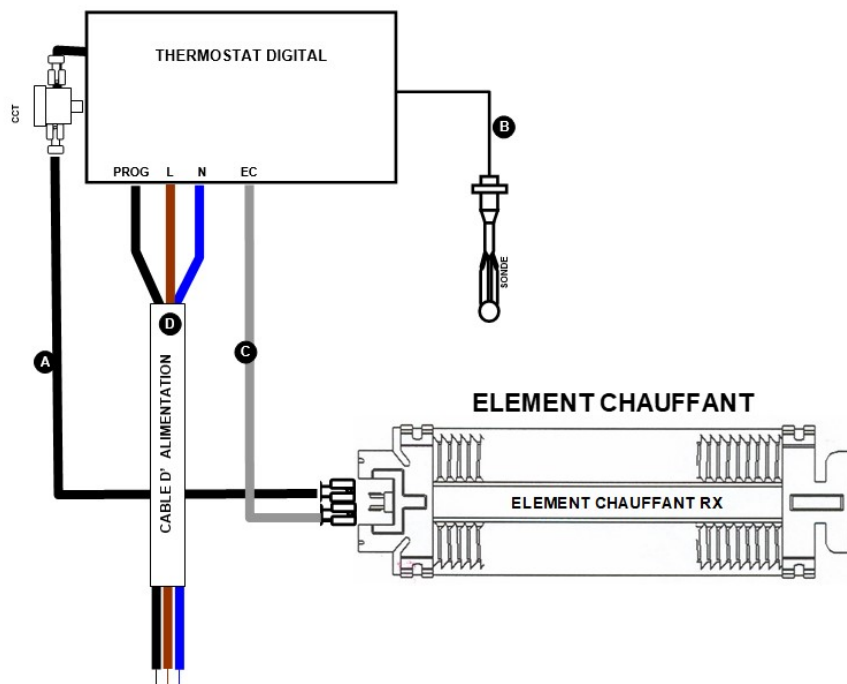 THERMOSTAT DIGITAL
CCT
PROG L N EC
B
SONDE
D
A
C
CABLE D' ALIMENTATION
ELEMENT CHAUFFANT
ELEMENT CHAUFFANT RX